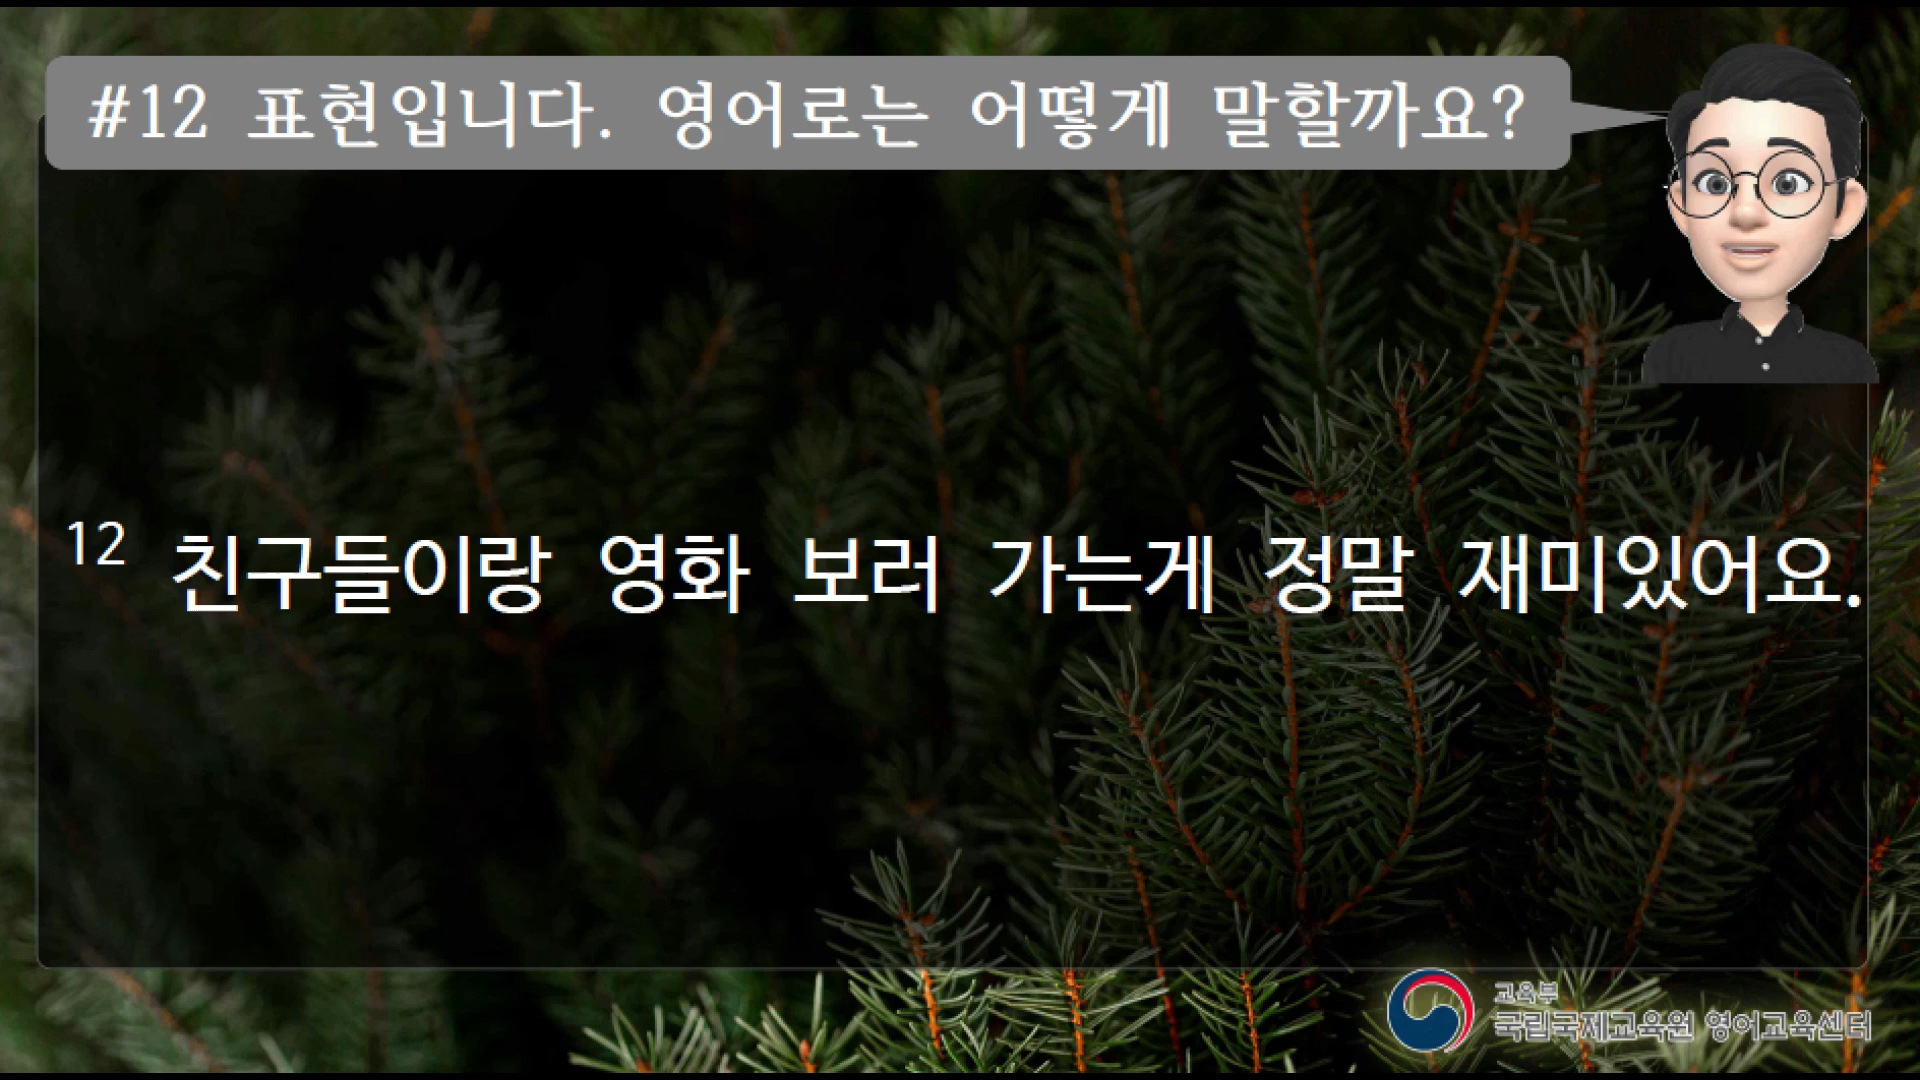 #12 표현입니다. 영어로는 어떻게 말할까요?
12 친구들이랑 영화 보러 가는게 정말 재미있어요.
교육부
국립국제교육원 영어교육센터